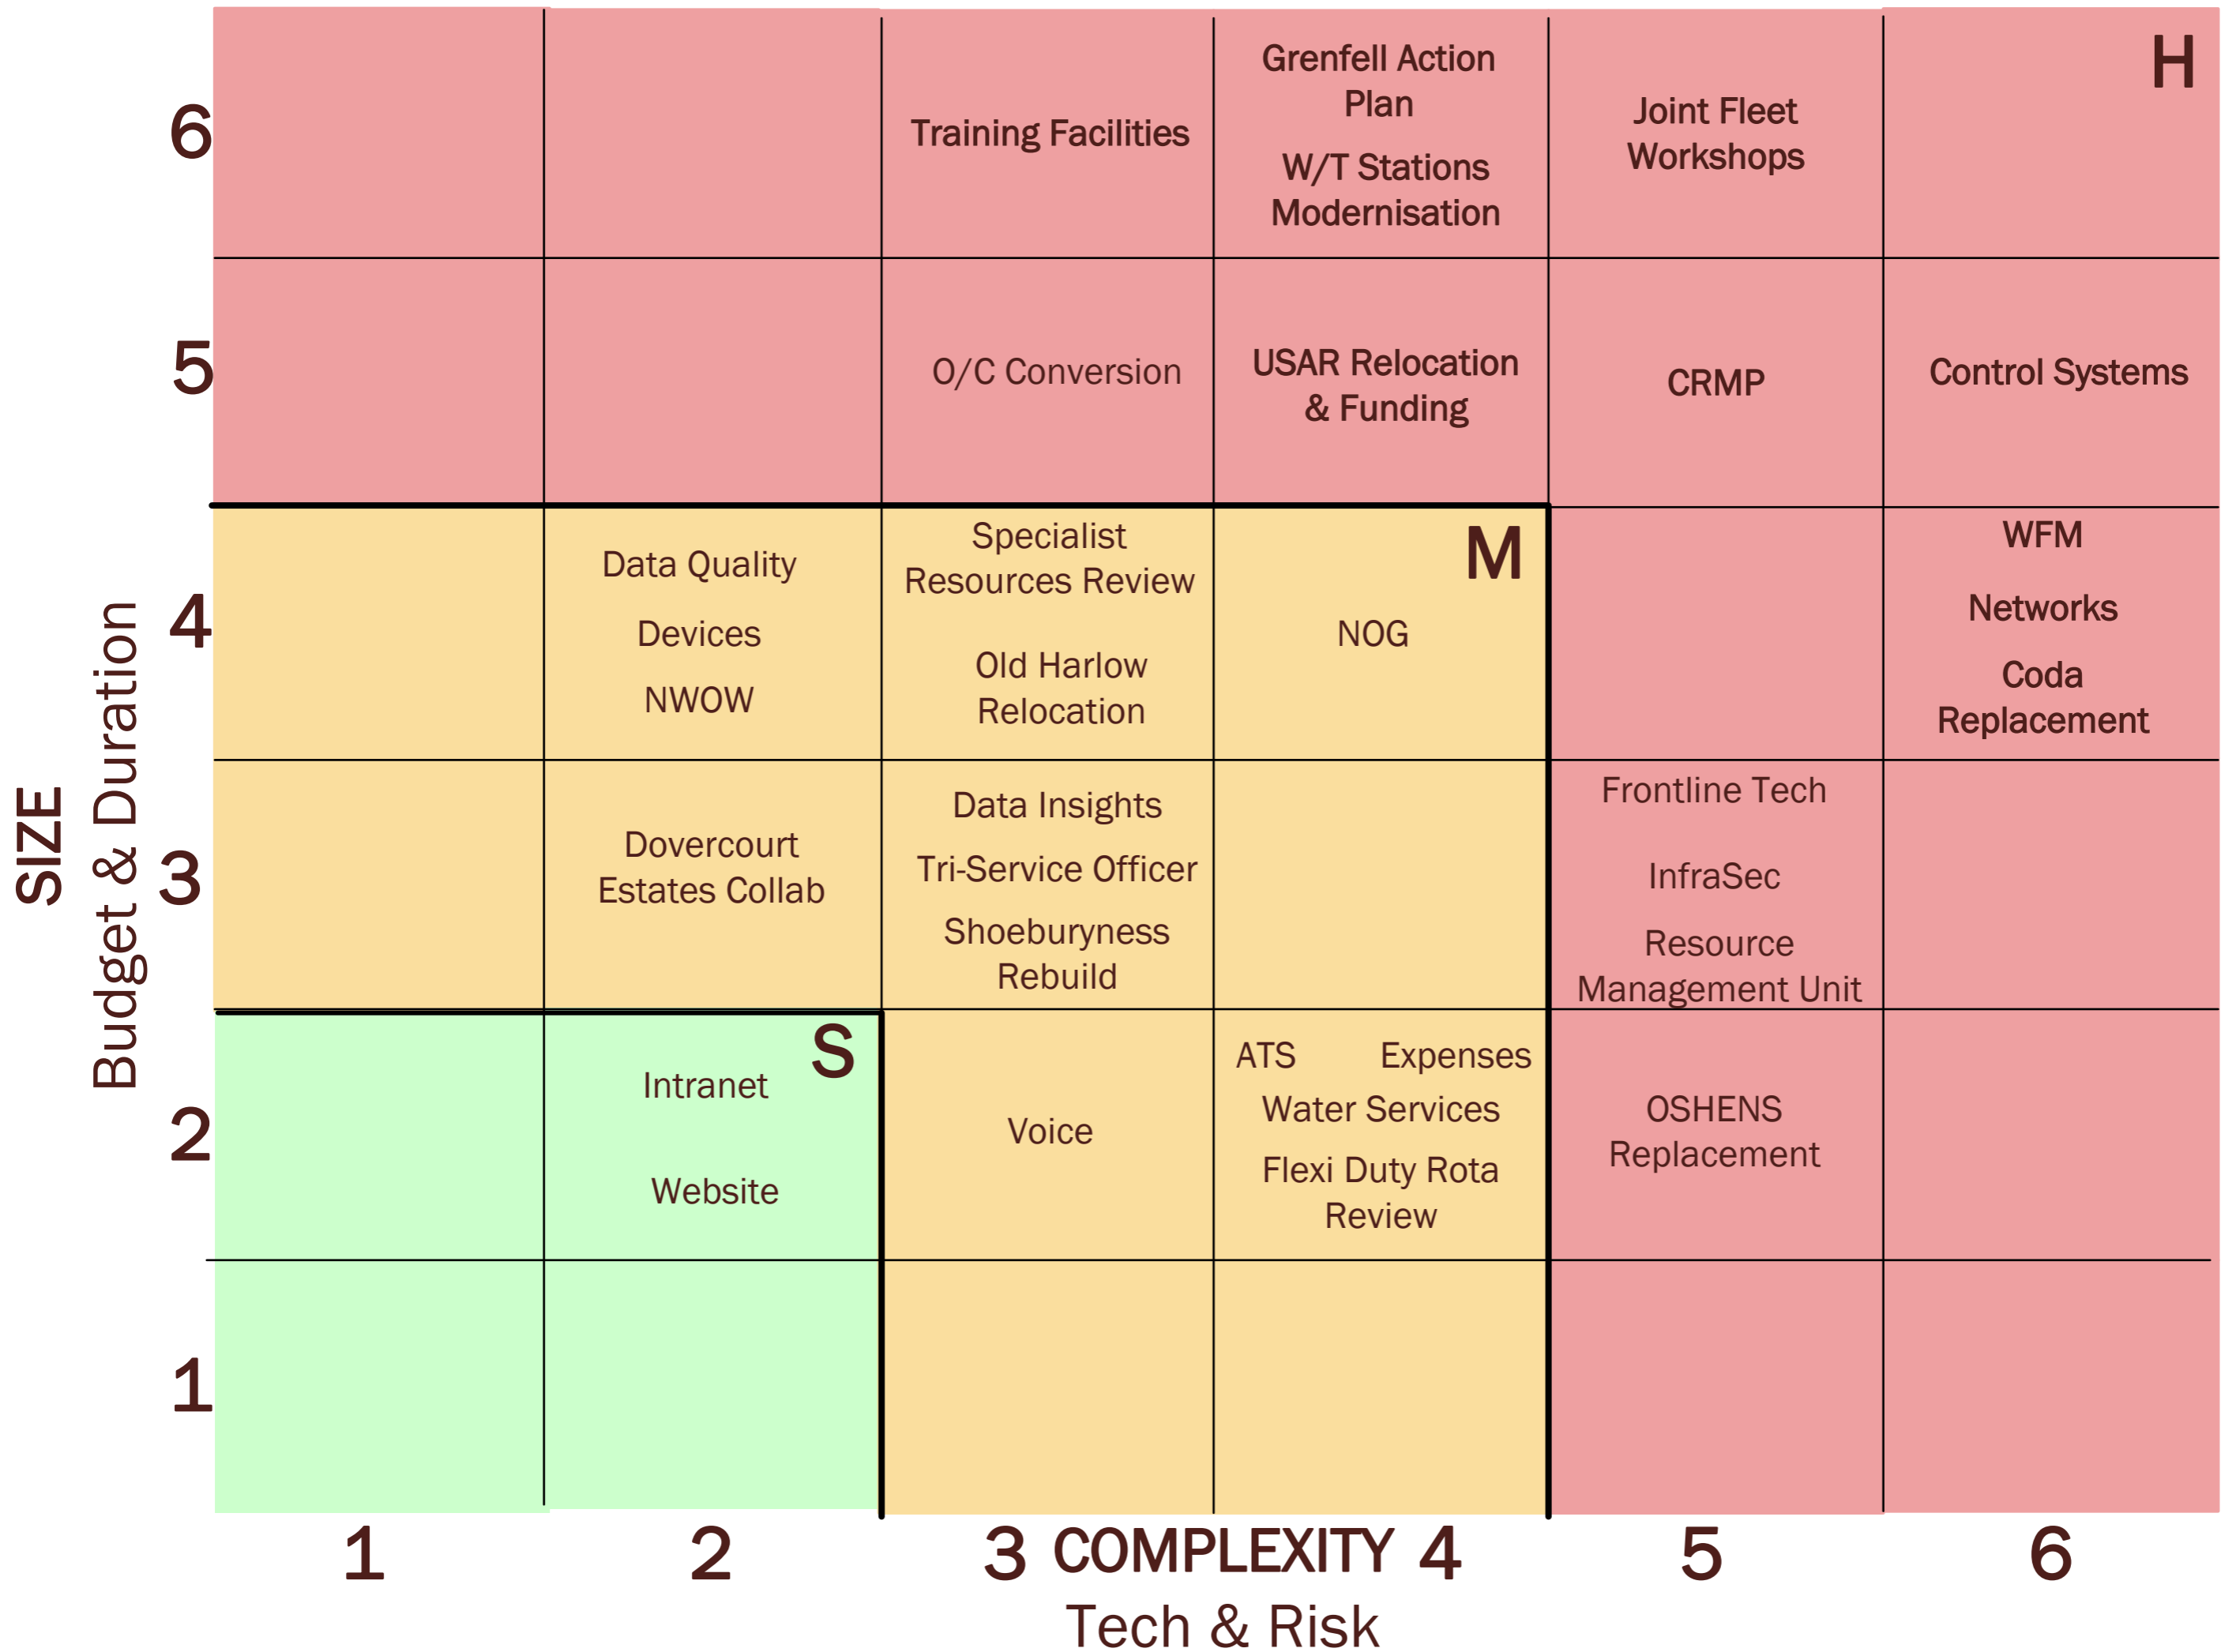 H
6
Training Facilities
Grenfell Action
Plan
W/T Stations
Modernisation
Joint Fleet
Workshops
5
O/C Conversion
USAR Relocation
& Funding
CRMP
Control Systems
SIZE
Budget & Duration
4
Data Quality
Devices
NWOW
Specialist
Resources Review
Old Harlow
Relocation
M
NOG
WFM
Networks
Coda
Replacement
3
Dovercourt
Estates Collab
Data Insights
Tri-Service Officer
Shoeburyness
Rebuild
Frontline Tech
InfraSec
Resource
Management Unit
2
S
Intranet
Website
Voice
ATS Expenses
Water Services
Flexi Duty Rota
Review
OSHENS
Replacement
1
1 2 3 COMPLEXITY 4 5 6
Tech & Risk